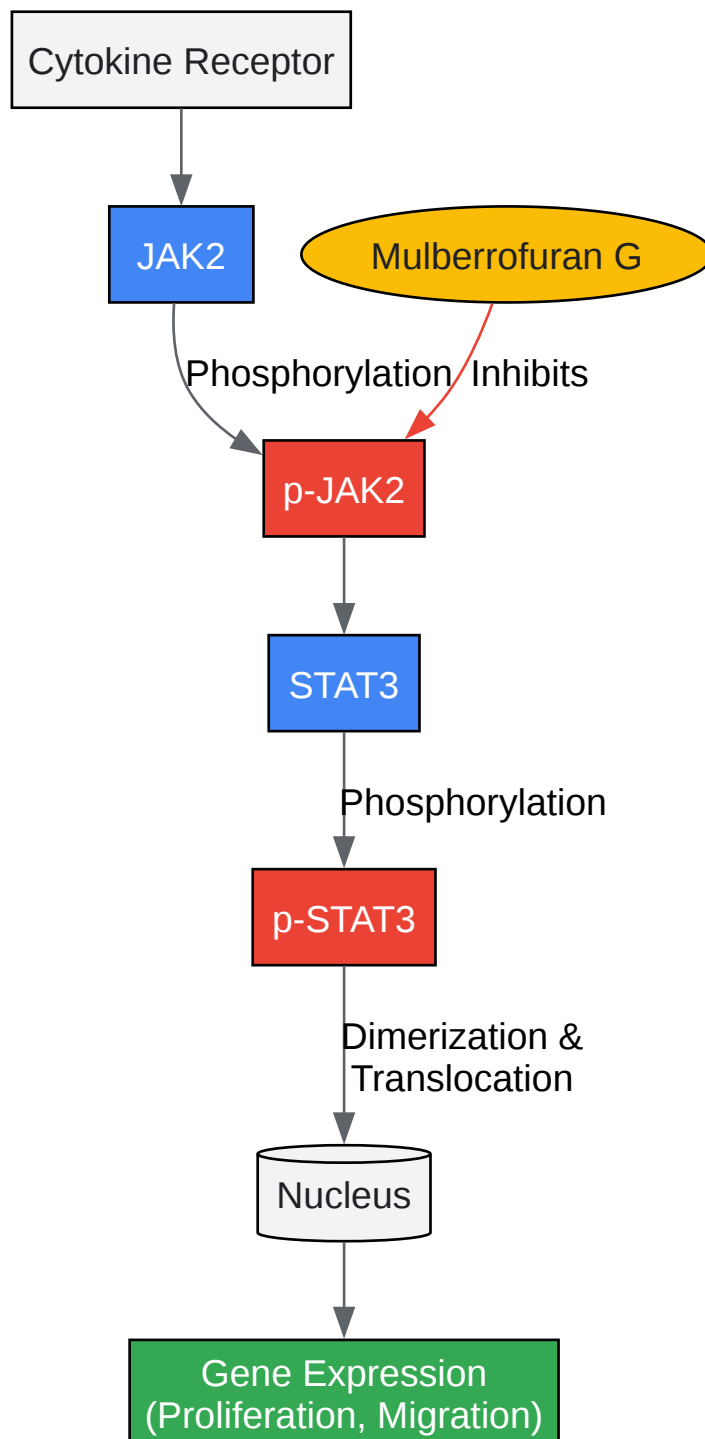 Cytokine Receptor
JAK2
Mulberrofuran G
Phosphorylation
Inhibits
p-JAK2
STAT3
Phosphorylation
p-STAT3
Dimerization &
Translocation
Nucleus
Gene Expression
(Proliferation, Migration)